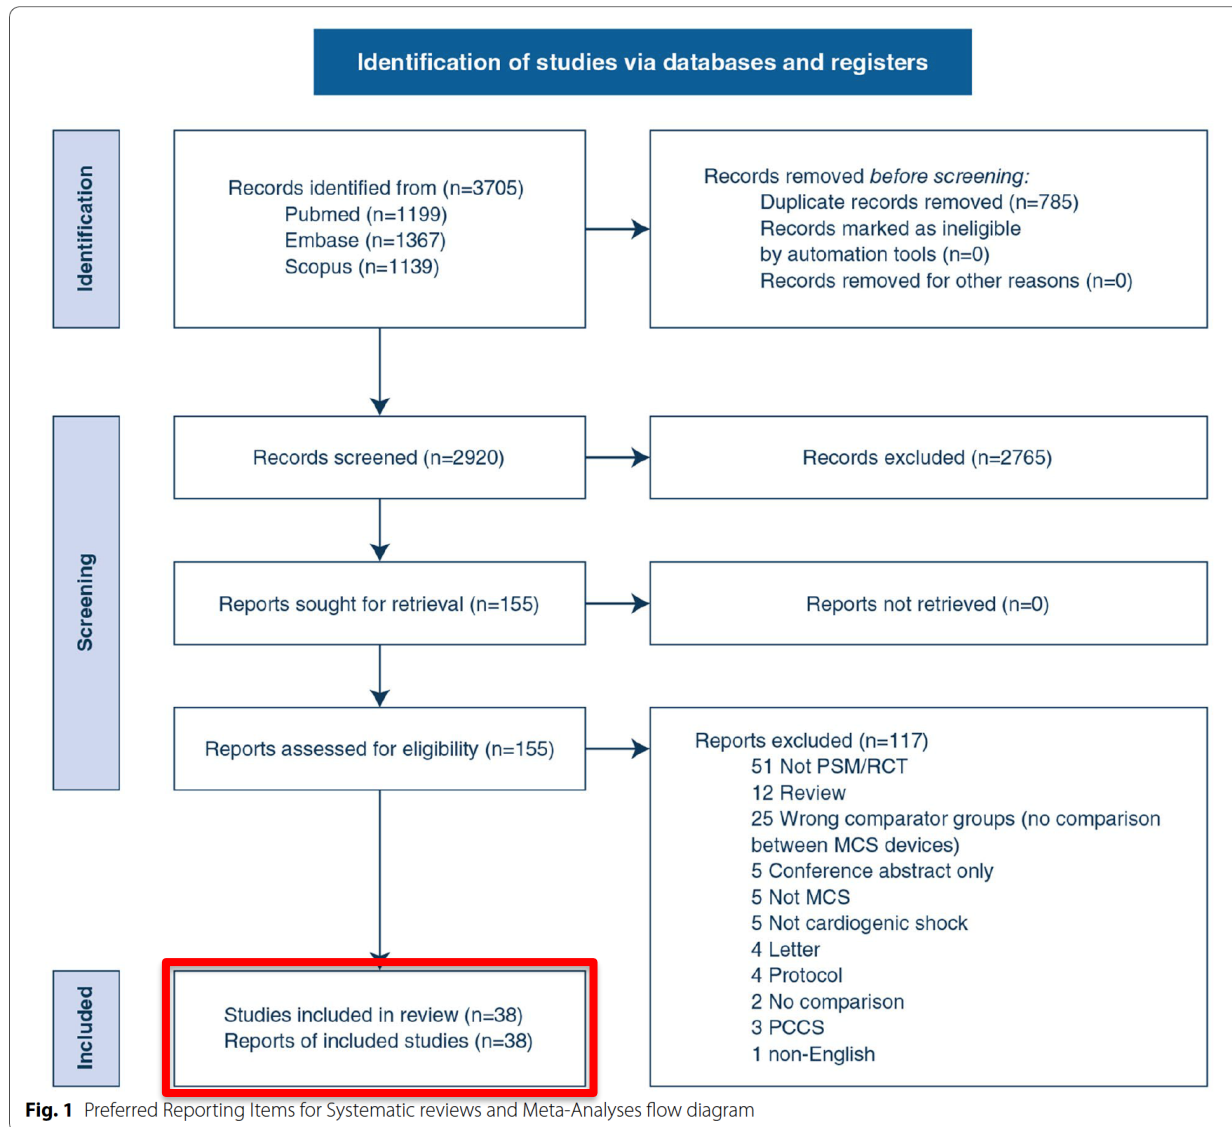 Identification of studies via databases and registers
Identification
Records identified from (n=3705)
Pubmed (n=1199)
Embase (n=1367)
Scopus (n=1139)
Records removed before screening:
Duplicate records removed (n=785)
Records marked as ineligible
by automation tools (n=0)
Records removed for other reasons (n=0)
Screening
Records screened (n=2920)
Records excluded (n=2765)
Reports sought for retrieval (n=155)
Reports not retrieved (n=0)
Reports assessed for eligibility (n=155)
Reports excluded (n=117)
51 Not PSM/RCT
12 Review
25 Wrong comparator groups (no comparison
between MCS devices)
5 Conference abstract only
5 Not MCS
5 Not cardiogenic shock
4 Letter
4 Protocol
2 No comparison
3 PCCS
1 non-English
Included
Studies included in review (n=38)
Reports of included studies (n=38)
Fig. 1 Preferred Reporting Items for Systematic reviews and Meta-Analyses flow diagram